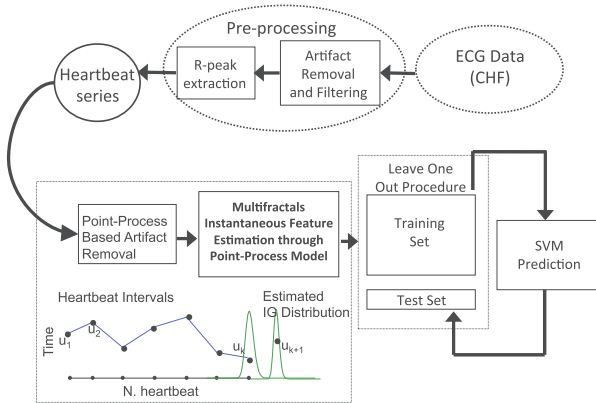 Pre-processing
Heartbeat
series
R-peak
extraction
Artifact
Removal
and Filtering
ECG Data
(CHF)
Point-Process
Based Artifact
Removal
Multifractals
Instantaneous Feature
Estimation through
Point-Process Model
Leave One
Out Procedure
Training
Set
Test Set
SVM
Prediction
Heartbeat Intervals
Estimated
IG Distribution
Time
u1
u2
uk
uk+1
N. heartbeat